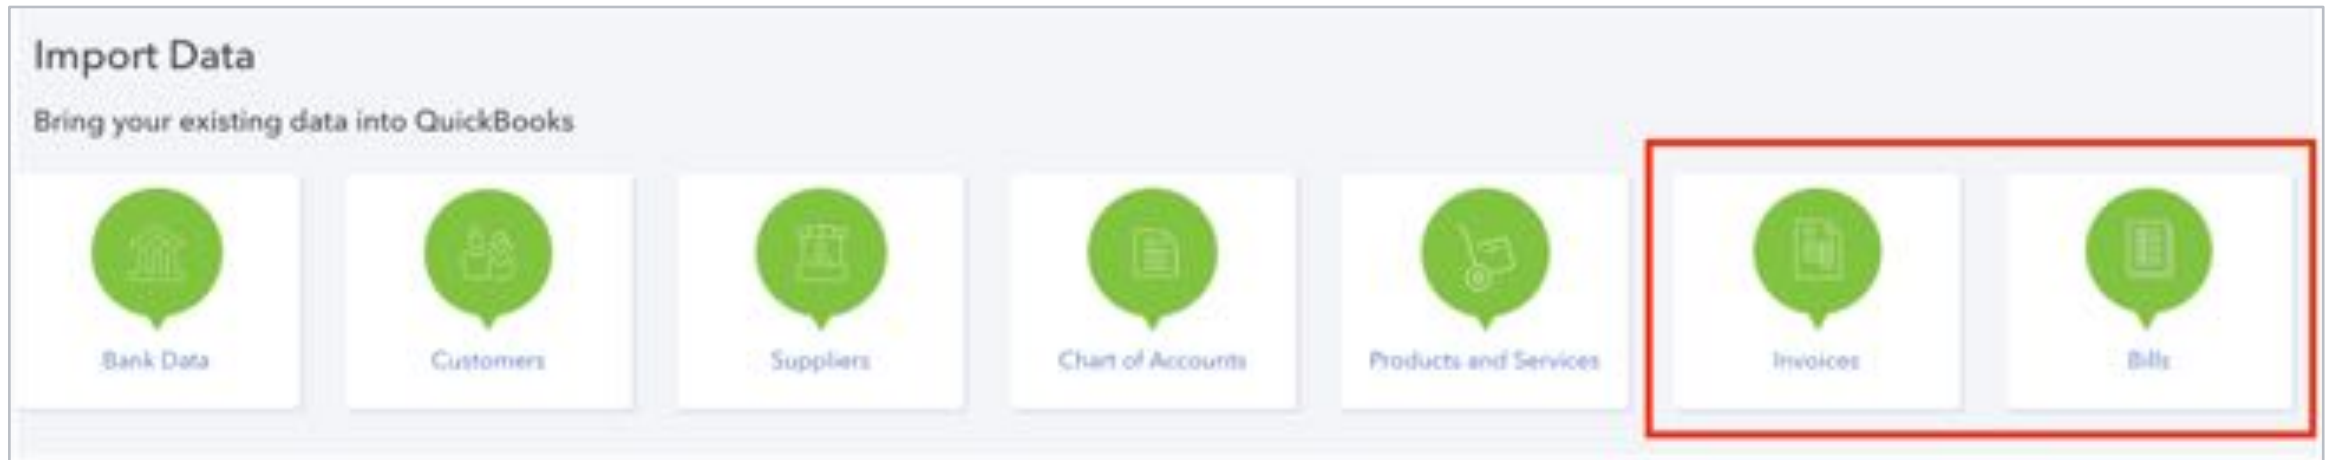 Import Data
Bring your existing data into QuickBooks
Bank Data
Customers
Suppliers
Chart of Accounts
Products and Services
Invoices
Bills